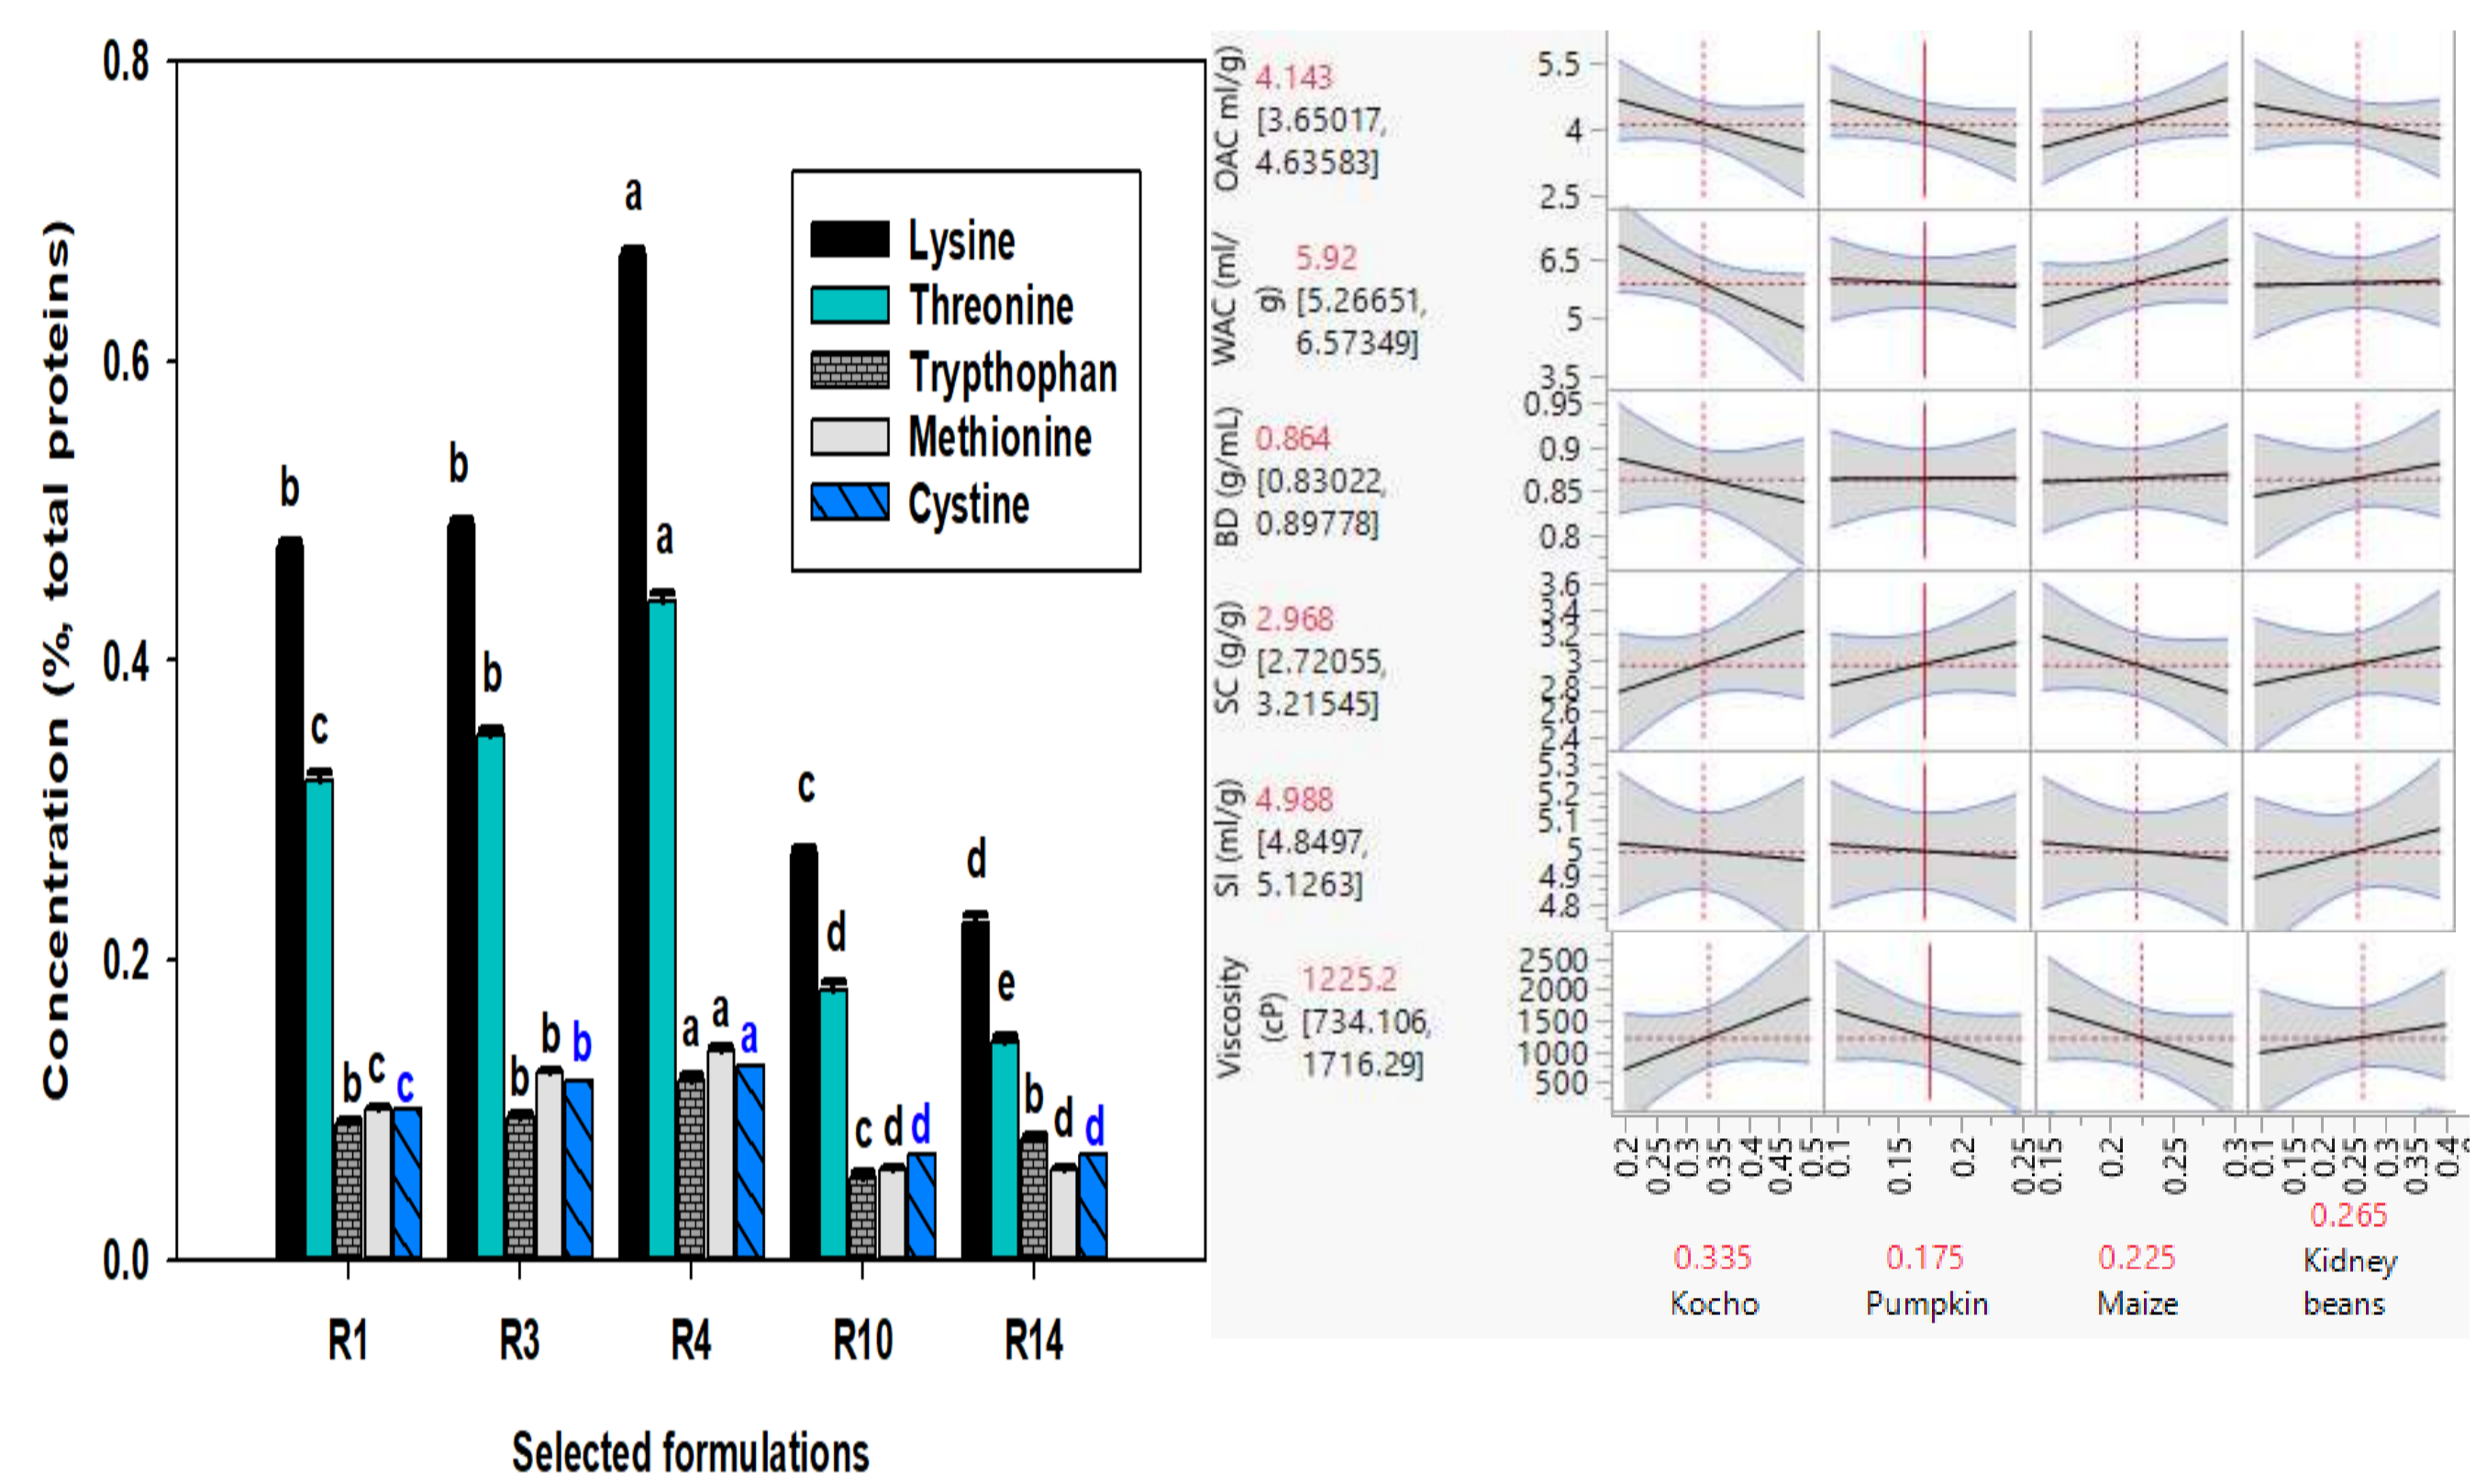 Concentration (%, total proteins)
0.8
0.6
0.4
0.2
0.0
Lysine
Threonine
Trypthophan
Methionine
Cystine
b
c
b
c
c
b
b
b
b
b
a
a
a
a
a
c
d
c
d
d
d
e
b
d
d
R1
R3
R4
R10
R14
Selected formulations
OAC ml/g)
4.143
[3.65017,
4.63583]
5.5
4
2.5
WAC (ml/
g)
5.92
[5.26651,
6.57349]
6.5
5
3.5
BD (g/mL)
0.864
[0.83022,
0.89778]
0.95
0.9
0.85
0.8
SC (g/g)
2.968
[2.72055,
3.21545]
3.6
3.4
3.2
3
2.8
2.6
2.4
SI (ml/g)
4.988
[4.8497,
5.1263]
5.3
5.2
5.1
5
4.9
4.8
Viscosity
(cP)
1225.2
[734.106,
1716.29]
2500
2000
1500
1000
500
0.2 0.25 0.3 0.35 0.4 0.45 0.5
0.1 0.15 0.2 0.25
0.15 0.2 0.25 0.3
0.1 0.15 0.2 0.25 0.3 0.35 0.4
0.335
Kocho
0.175
Pumpkin
0.225
Maize
0.265
Kidney
beans